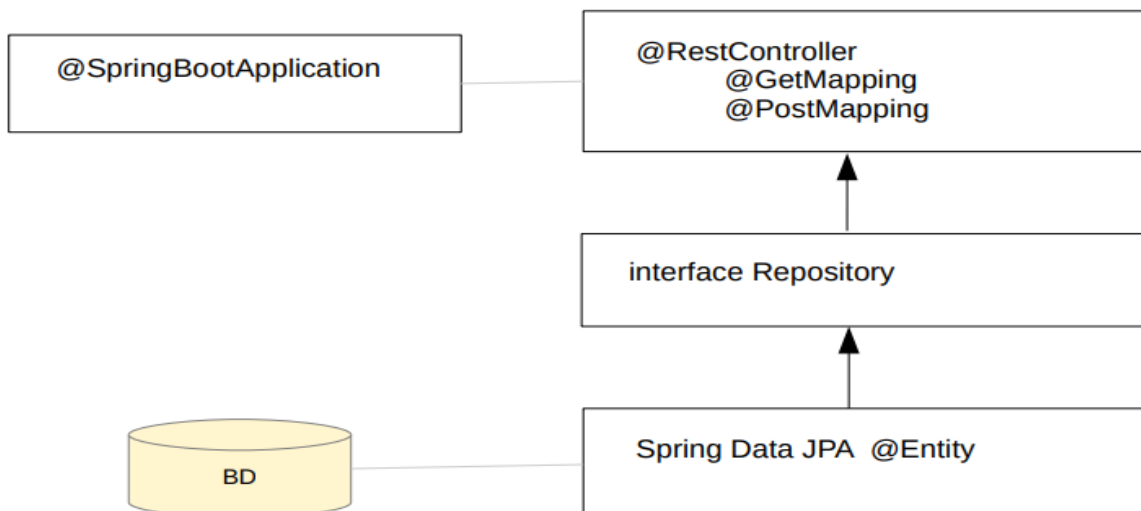 @SpringBootApplication
@RestController
@GetMapping
@PostMapping
interface Repository
Spring Data JPA  @Entity
BD